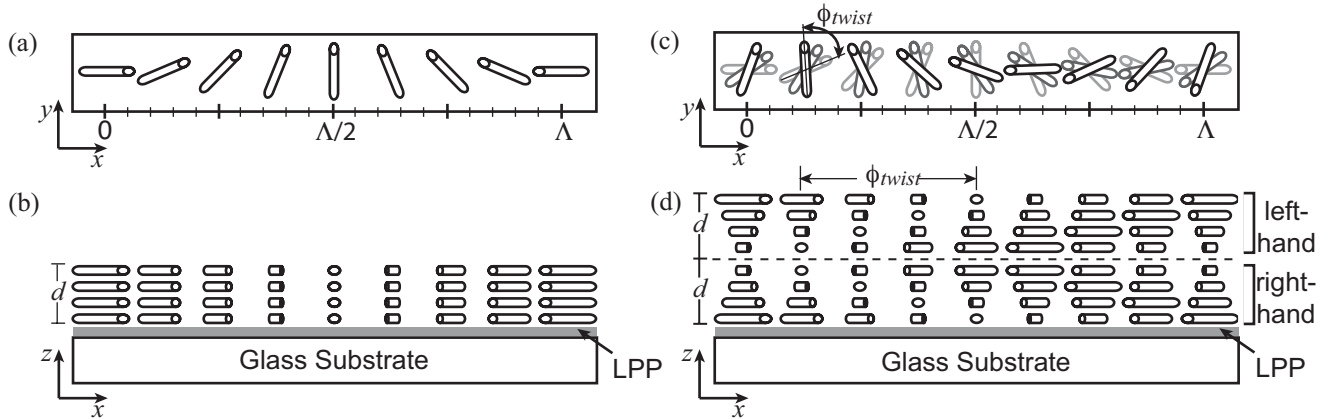 (a)
y
x
0
Λ/2
Λ
(b)
d
z
x
Glass Substrate
LPP
(c)
ϕtwist
y
x
0
Λ/2
Λ
(d)
ϕtwist
d
d
left-
hand
right-
hand
z
x
Glass Substrate
LPP